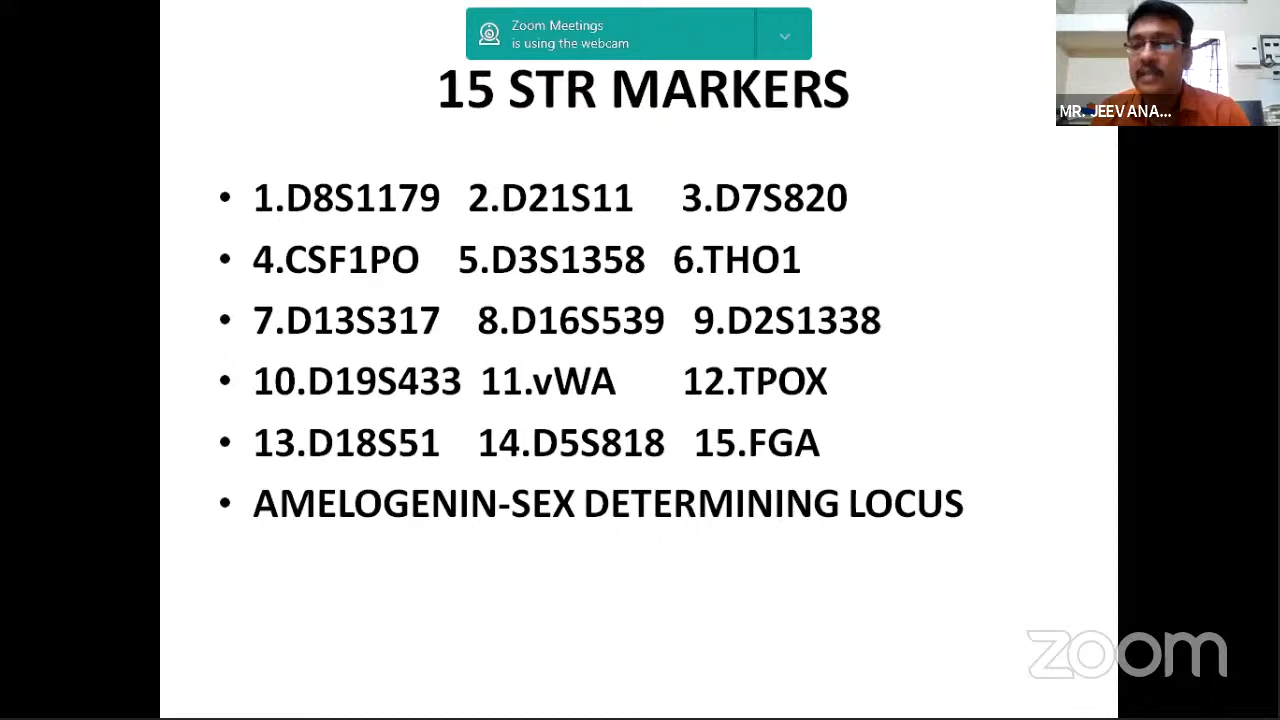 Zoom Meetings
is using the webcam
15 STR MARKERS
MR. JEEV ANA...
• 1.D8S1179 2.D21S11 3.D7S820
• 4.CSF1PO 5.D3S1358 6.THO1
• 7.D13S317 8.D16S539 9.D2S1338
• 10.D19S433 11.vWA 12.TPOX
• 13.D18S51 14.D5S818 15.FGA
• AMELOGENIN-SEX DETERMINING LOCUS
zoom